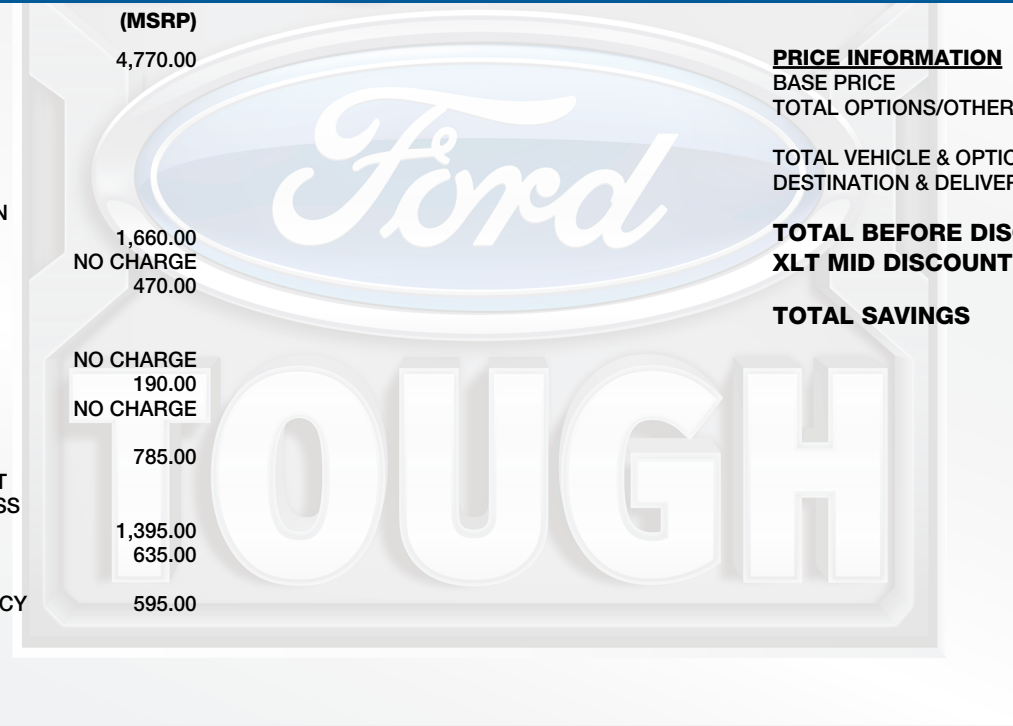 (MSRP)
4,770.00
N
1,660.00
NO CHARGE
470.00
NO CHARGE
190.00
NO CHARGE
785.00
T
SS
1,395.00
635.00
CY 595.00
PRICE INFORMATION
BASE PRICE
TOTAL OPTIONS/OTHER
TOTAL VEHICLE & OPTIO
DESTINATION & DELIVER
TOTAL BEFORE DISC
XLT MID DISCOUNT
TOTAL SAVINGS
Ford
TOUGH